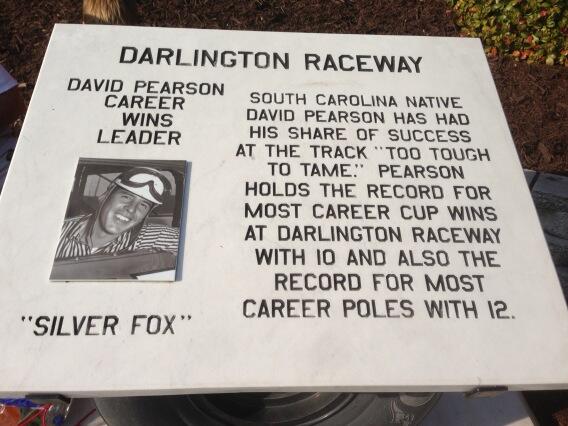 DARLINGTON RACEWAY
DAVID PEARSON
CAREER
WINS
LEADER
"SILVER FOX"
SOUTH CAROLINA NATIVE
DAVID PEARSON HAS HAD
HIS SHARE OF SUCCESS
AT THE TRACK "TOO TOUGH
TO TAME." PEARSON
HOLDS THE RECORD FOR
MOST CAREER CUP WINS
AT DARLINGTON RACEWAY
WITH 10 AND ALSO THE
RECORD FOR MOST
CAREER POLES WITH 12.